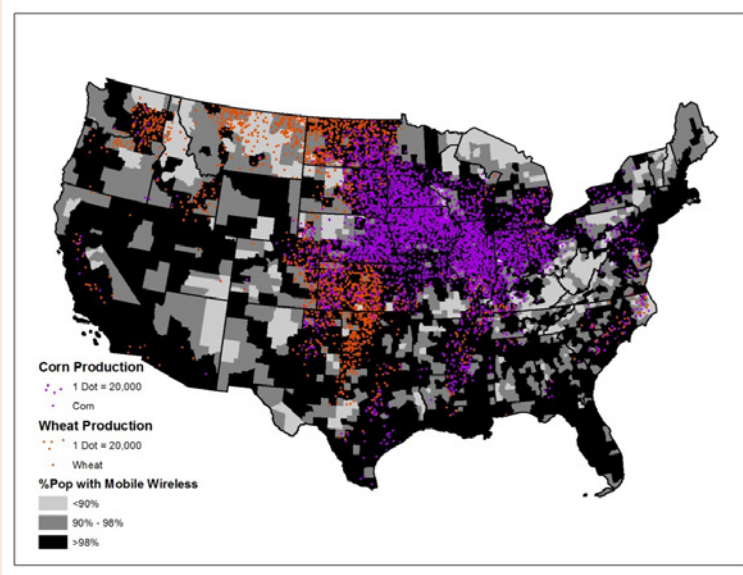 Corn Production
1 Dot = 20,000
Corn
Wheat Production
1 Dot = 20,000
Wheat
%Pop with Mobile Wireless
<90%
90% - 98%
>98%